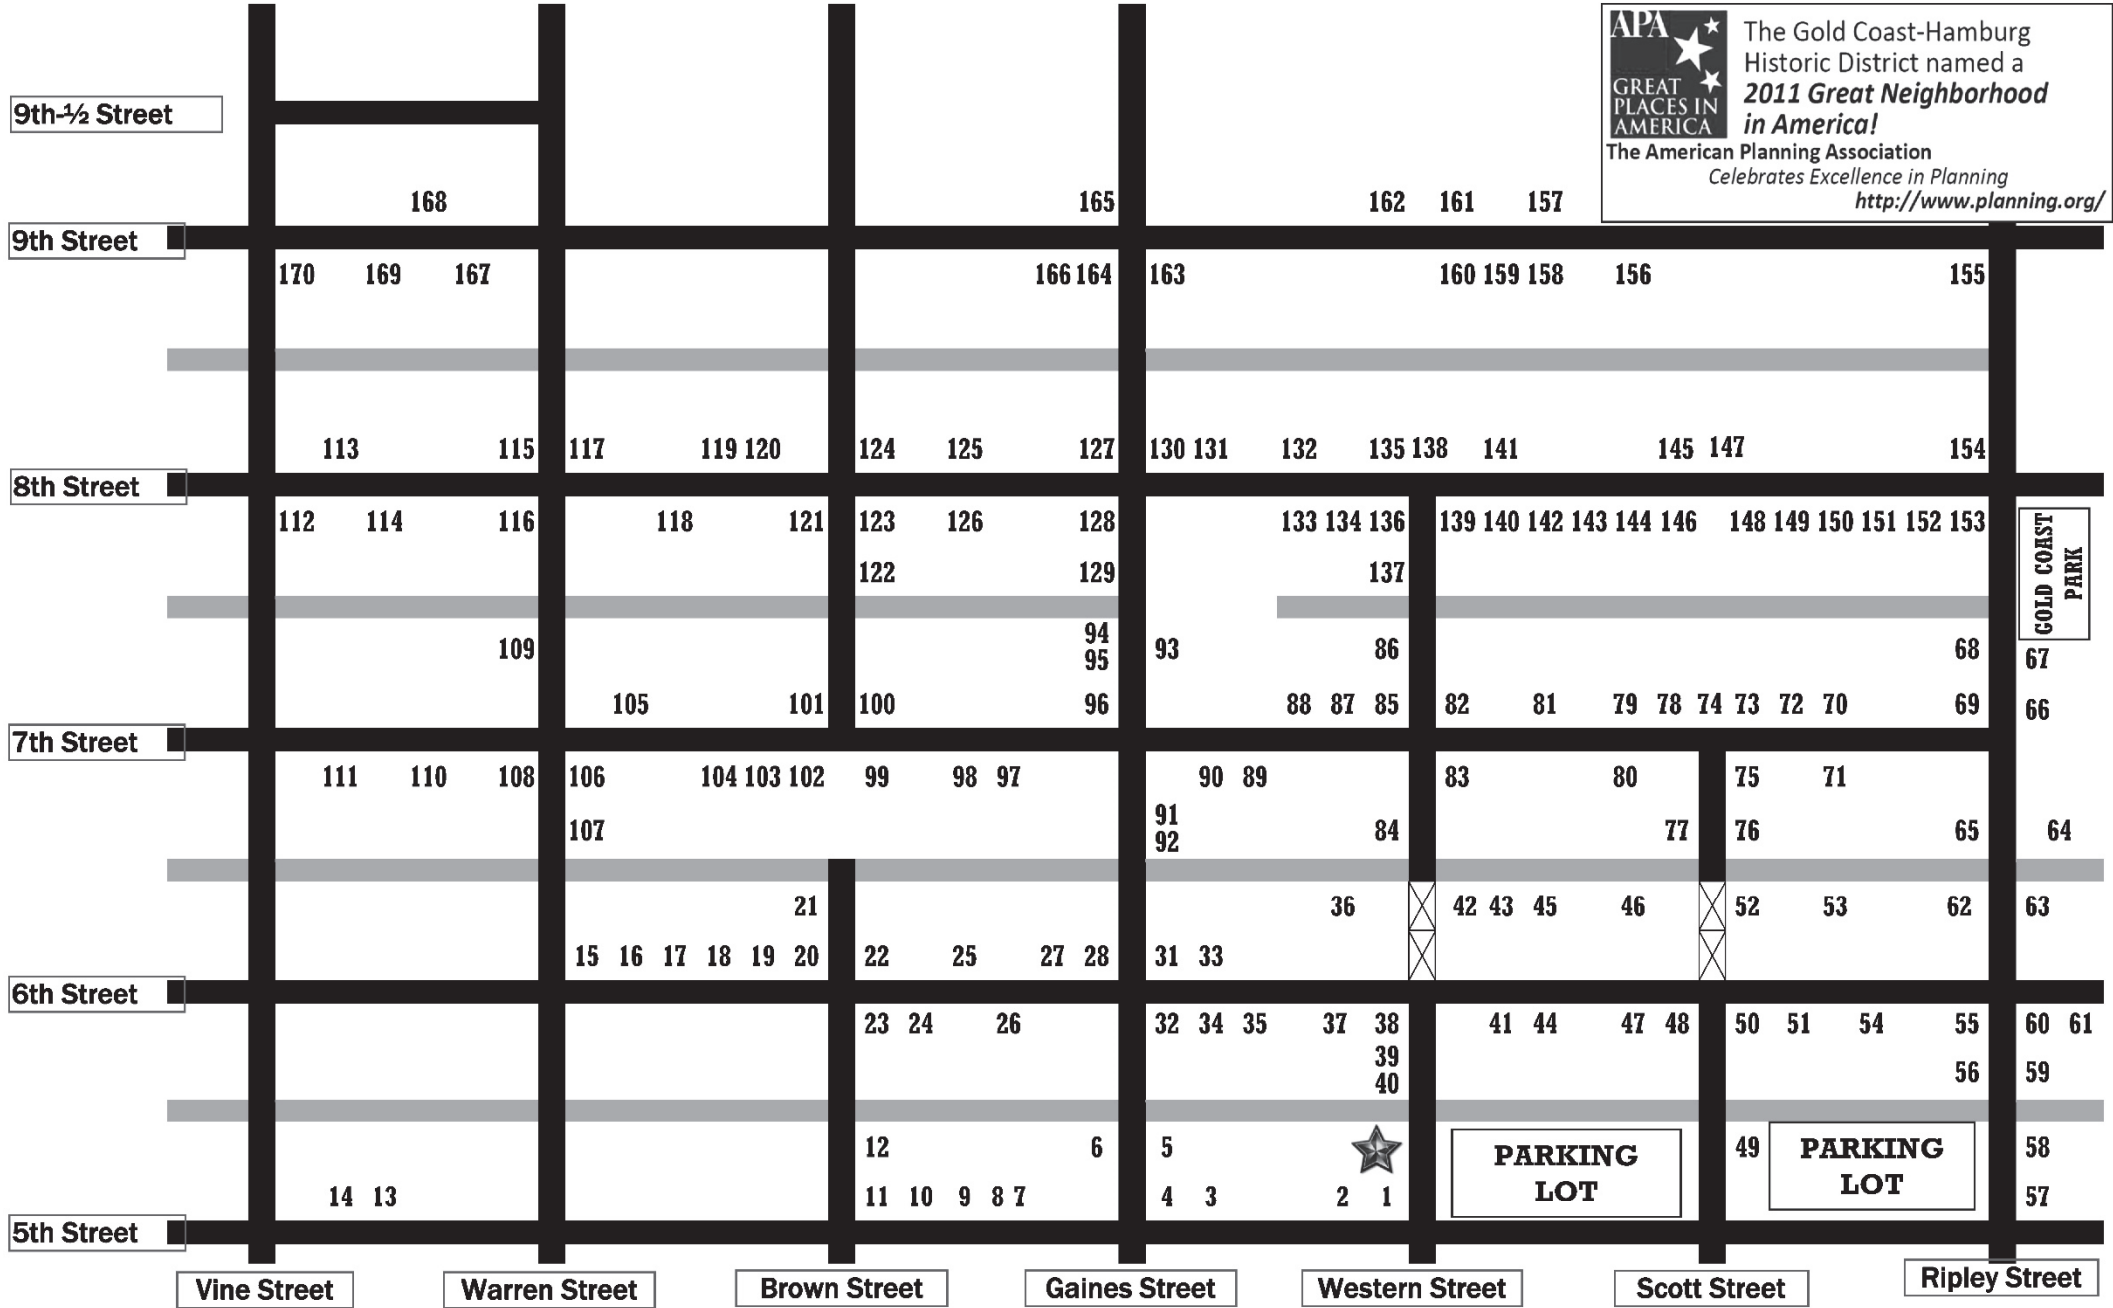 APA
GREAT
PLACES IN
AMERICA
The Gold Coast-Hamburg
Historic District named a
2011 Great Neighborhood
in America!
The American Planning Association
Celebrates Excellence in Planning
http://www.planning.org/
9th-½ Street
168 165 162 161 157
9th Street
170 169 167 166 164 163 160 159 158 156 155
113 115 117 119 120 124 125 127 130 131 132 135 138 141 145 147 154
8th Street
112 114 116 118 121 123 126 128 133 134 136 139 140 142 143 144 146 148 149 150 151 152 153
GOLD COAST
PARK
122 129 137
94
109 93 86 68
95 67
105 101 100 96 88 87 85 82 81 79 78 74 73 72 70 69 66
7th Street
111 110 108 106 104 103 102 99 98 97 90 89 83 80 75 71
91
107 84 77 76 65 64
92
21 36 42 43 45 46 52 53 62 63
15 16 17 18 19 20 22 25 27 28 31 33
6th Street
23 24 26 32 34 35 37 38 41 44 47 48 50 51 54 55 60 61
39
56 59
40
12 6 5 49 58
PARKING
LOT
PARKING
LOT
14 13 11 10 9 8 7 4 3 2 1 57
5th Street
Vine Street
Warren Street
Brown Street
Gaines Street
Western Street
Scott Street
Ripley Street